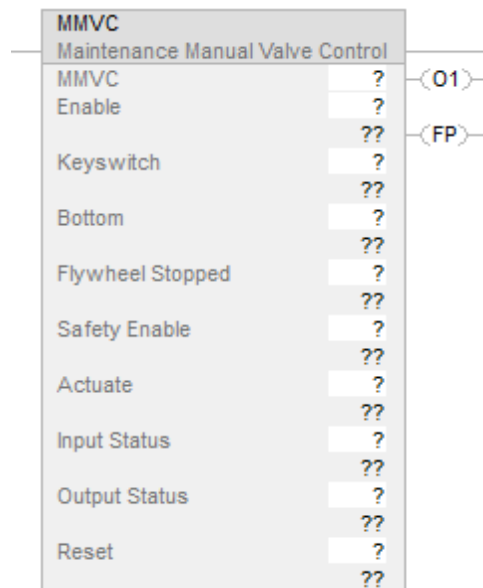 MMVC
Maintenance Manual Valve Control
MMVC ? O1
Enable ?
?? FP
Keyswitch ?
??
Bottom ?
??
Flywheel Stopped ?
??
Safety Enable ?
??
Actuate ?
??
Input Status ?
??
Output Status ?
??
Reset ?
??